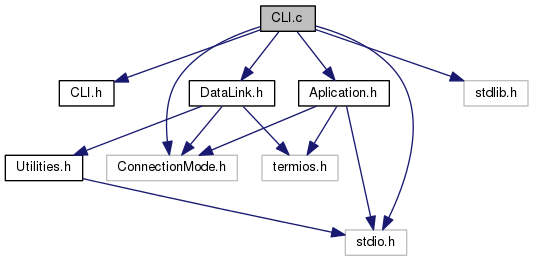 CLI.c
CLI.h
DataLink.h
Aplication.h
stdlib.h
Utilities.h
ConnectionMode.h
termios.h
stdio.h